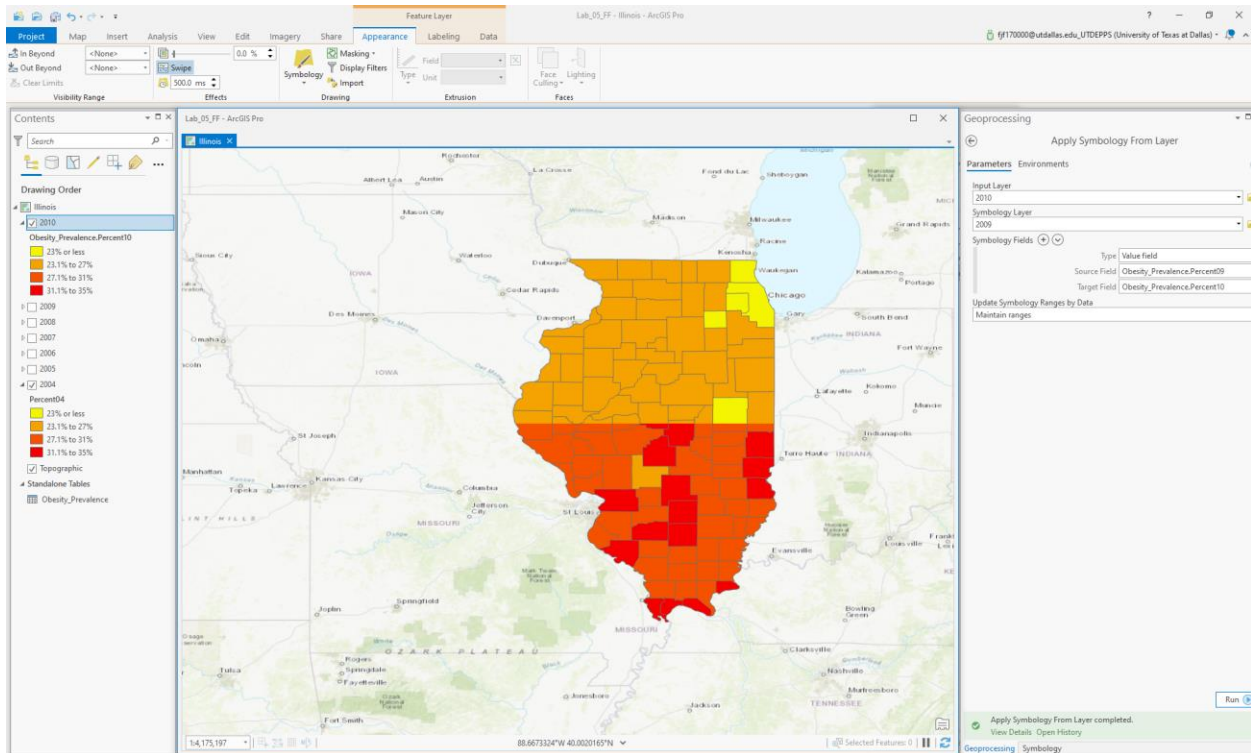 Feature Layer
Lab_05_FF - Illinois - ArcGIS Pro
?
Project Map Insert Analysis View Edit Imagery Share Appearance Labeling Data
fjf170000@utdallas.edu_UTDEPPS (University of Texas at Dallas)
In Beyond <None>
Out Beyond <None>
Clear Limits
Visibility Range
0.0 %
Swipe
500.0 ms
Effects
Symbology
Masking
Display Filters
Import
Drawing
Type
Field
Unit
Extrusion
Face Culling
Lighting
Faces
Contents
Search
Drawing Order
Illinois
2010
Obesity_Prevalence.Percent10
23% or less
23.1% to 27%
27.1% to 31%
31.1% to 35%
2009
2008
2007
2006
2005
2004
Percent04
23% or less
23.1% to 27%
27.1% to 31%
31.1% to 35%
Topographic
Standalone Tables
Obesity_Prevalence
Lab_05_FF - ArcGIS Pro
Illinois
Rochester
La Crosse
Fond du Lac
Sheboygan
Albert Lea
Austin
Mason City
Madison
Milwaukee
Grand Rapids
Racine
Kenosha
Sioux City
Waterloo
Dubuque
Waukegan
Kalamazoo
Portage
IOWA
Cedar Rapids
Chicago
Des Moines
Davenport
Gary
South Bend
INDIANA
Omaha
Fort Wayne
IOWA
Des Moines
Wabash
Lafayette
Kokomo
Muncie
St Joseph
Indianapolis
Terre Haute
INDIANA
Manhattan
Kansas
Topeka
Lawrence
Kansas City
Columbia
Jefferson City
St Louis
LINT HILLS
MISSOURI
Louisville
Evansville
Mark Twain National Forest
Joplin
Springfield
Bowling Green
MISSOURI
OZARK PLATEAU
Clarksville
Tulsa
Rogers
Springdale
Fayetteville
Nashville
Murfreesboro
Jonesboro
Jackson
TENNESSEE
Fort Smith
1:4,175,197
88.6673324°W 40.0020165°N
Selected Features: 0
Geoprocessing
Apply Symbology From Layer
Parameters Environments
Input Layer
2010
Symbology Layer
2009
Symbology Fields
Type Value field
Source Field Obesity_Prevalence.Percent09
Target Field Obesity_Prevalence.Percent10
Update Symbology Ranges by Data
Maintain ranges
Run
Apply Symbology From Layer completed.
View Details Open History
Geoprocessing Symbology